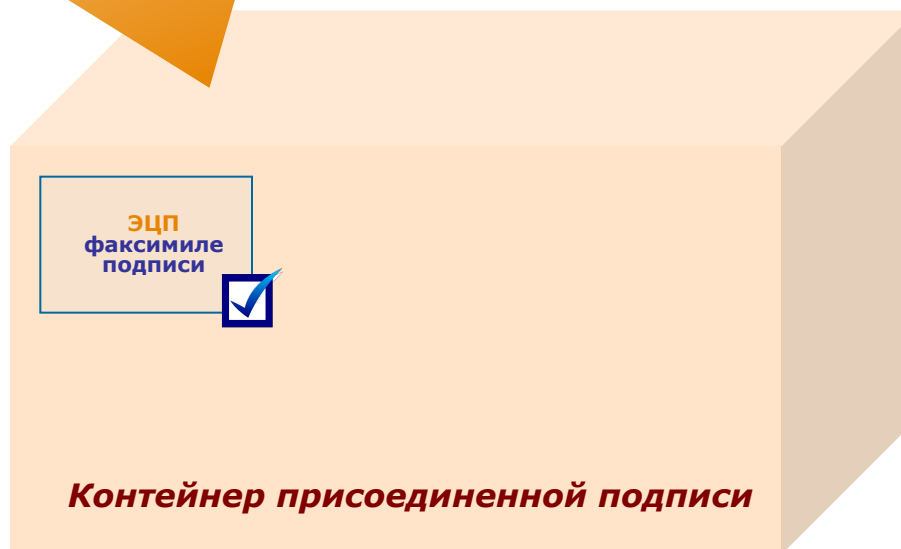 ЭЦП
факсимиле
подписи
Контейнер присоединенной подписи